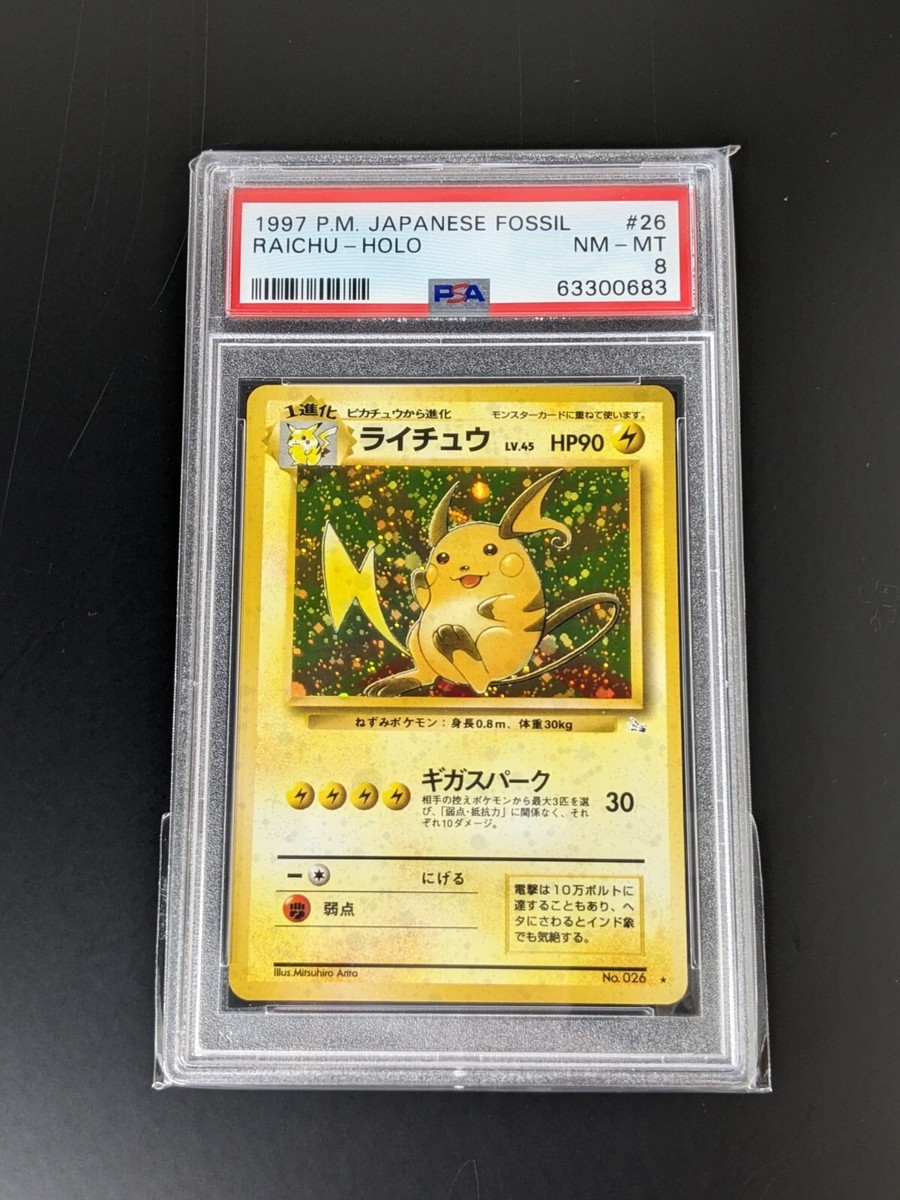 1997 P.M. JAPANESE FOSSIL #26
RAICHU - HOLO NM - MT
8
PSA 63300683
1進化 ピカチュウから進化 モンスターカードに重ねて使います。
ライチュウ LV.45 HP90
ねずみポケモン：身長0.8m、体重30kg
ギガスパーク
相手の控えポケモンから最大3匹を選
び、「弱点・抵抗力」に関係なく、それ
ぞれ10ダメージ。
30
にげる
弱点
電撃は10万ボルトに
達することもあり、ヘ
タにさわるとインド象
でも気絶する。
Illus.Mitsuhiro Arita No. 026 ★